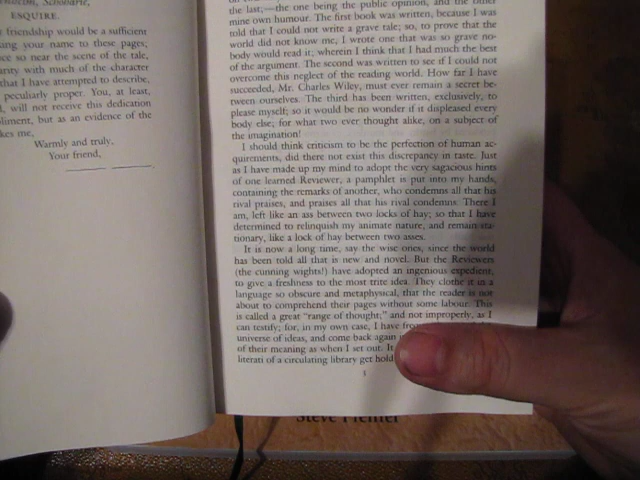 ESQUIRE.
r friendship would be a sufficient
ing your name to these pages;
ce so near the scene of the tale,
arity with much of the character
that I have attempted to describe,
peculiarly proper. You, at least,
l, will not receive this dedication
liment, but as an evidence of the
kes me,
Warmly and truly,
Your friend,
the last;—the one being the public opinion, and the other
mine own humour. The first book was written, because I was
told that I could not write a grave tale; so, to prove that the
world did not know me, I wrote one that was so grave no-
body would read it; wherein I think that I had much the best
of the argument. The second was written to see if I could not
overcome this neglect of the reading world. How far I have
succeeded, Mr. Charles Wiley, must ever remain a secret be-
tween ourselves. The third has been written, exclusively, to
please myself; so it would be no wonder if it displeased every
body else; for what two ever thought alike, on a subject of
the imagination!
I should think criticism to be the perfection of human ac-
quirements, did there not exist this discrepancy in taste. Just
as I have made up my mind to adopt the very sagacious hints
of one learned Reviewer, a pamphlet is put into my hands,
containing the remarks of another, who condemns all that his
rival praises, and praises all that his rival condemns. There I
am, left like an ass between two locks of hay; so that I have
determined to relinquish my animate nature, and remain sta-
tionary, like a lock of hay between two asses.
It is now a long time, say the wise ones, since the world
has been told all that is new and novel. But the Reviewers
(the cunning wights!) have adopted an ingenious expedient,
to give a freshness to the most trite idea. They clothe it in a
language so obscure and metaphysical, that the reader is not
about to comprehend their pages without some labour. This
is called a great "range of thought;" and not improperly, as I
can testify; for, in my own case, I have
universe of ideas, and come back again
of their meaning as when I set out. It
literati of a circulating library get hold
Steve